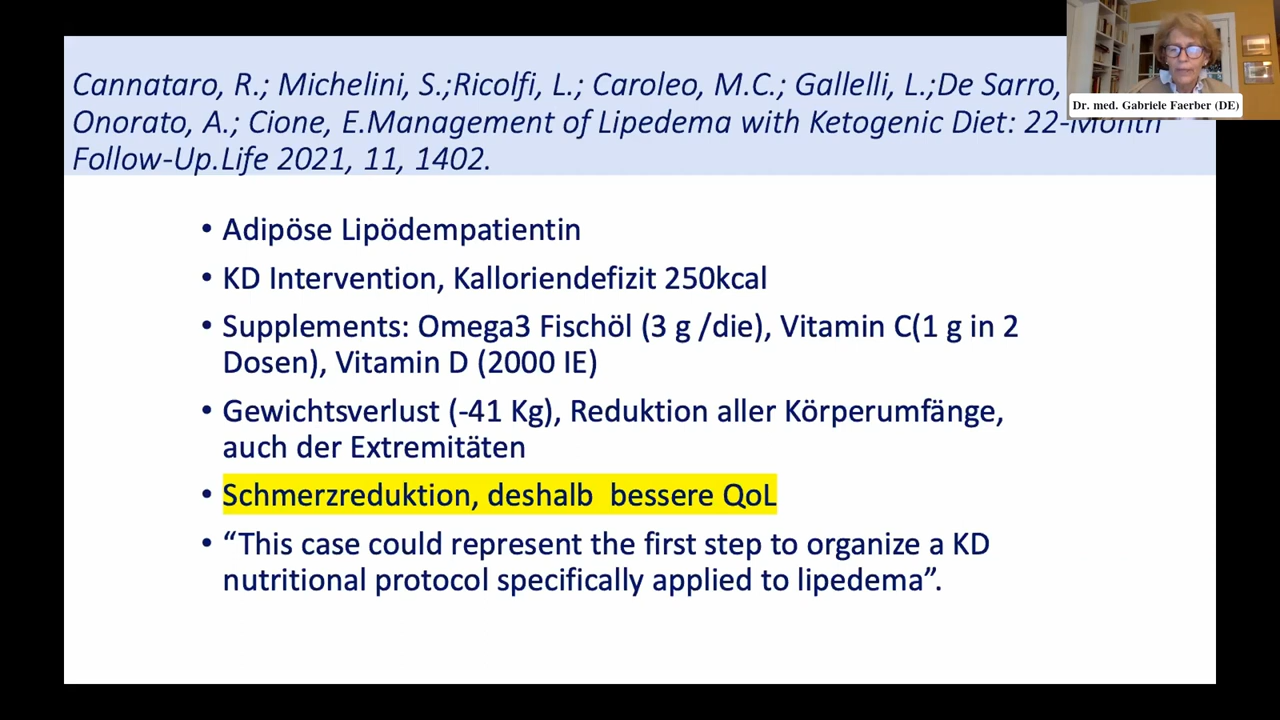 Cannataro, R.; Michelini, S.;Ricolfi, L.; Caroleo, M.C.; Gallelli, L.;De Sarro,
Onorato, A.; Cione, E.Management of Lipedema with Ketogenic Diet: 22-Month
Follow-Up.Life 2021, 11, 1402.
Dr. med. Gabriele Faerber (DE)
• Adipöse Lipödempatientin
• KD Intervention, Kalloriendefizit 250kcal
• Supplements: Omega3 Fischöl (3 g /die), Vitamin C(1 g in 2
Dosen), Vitamin D (2000 IE)
• Gewichtsverlust (-41 Kg), Reduktion aller Körperumfänge,
auch der Extremitäten
• Schmerzreduktion, deshalb  bessere QoL
• “This case could represent the first step to organize a KD
nutritional protocol specifically applied to lipedema”.